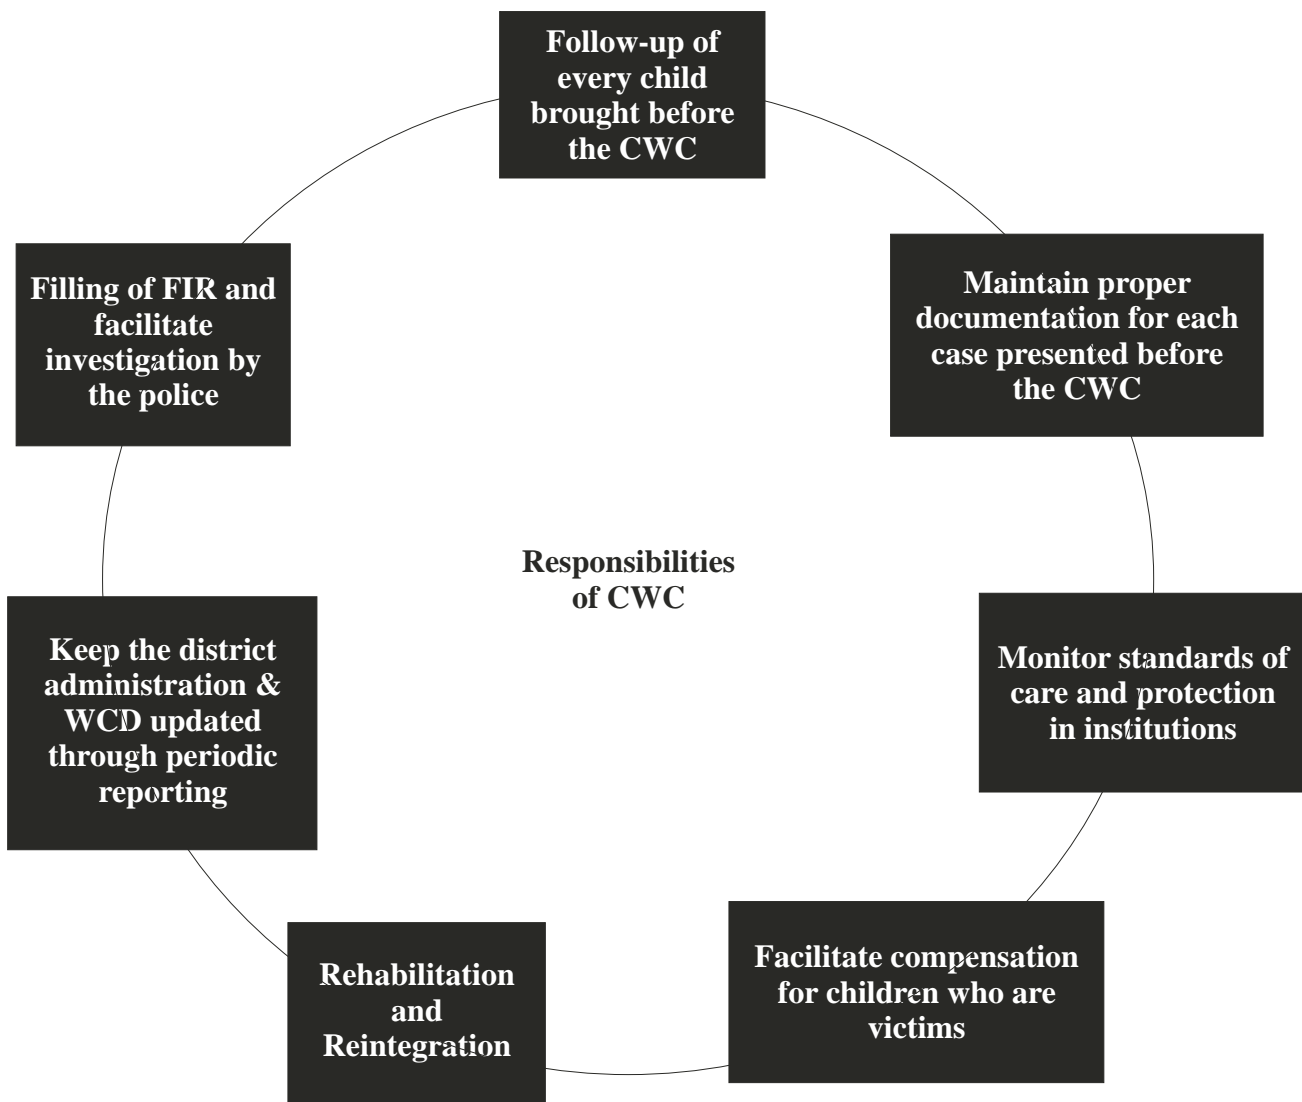 Follow-up of
every child
brought before
the CWC
Maintain proper
documentation for each
case presented before
the CWC
Monitor standards of
care and protection
in institutions
Facilitate compensation
for children who are
victims
Rehabilitation
and
Reintegration
Keep the district
administration &
WCD updated
through periodic
reporting
Filling of FIR and
facilitate
investigation by
the police
Responsibilities
of CWC